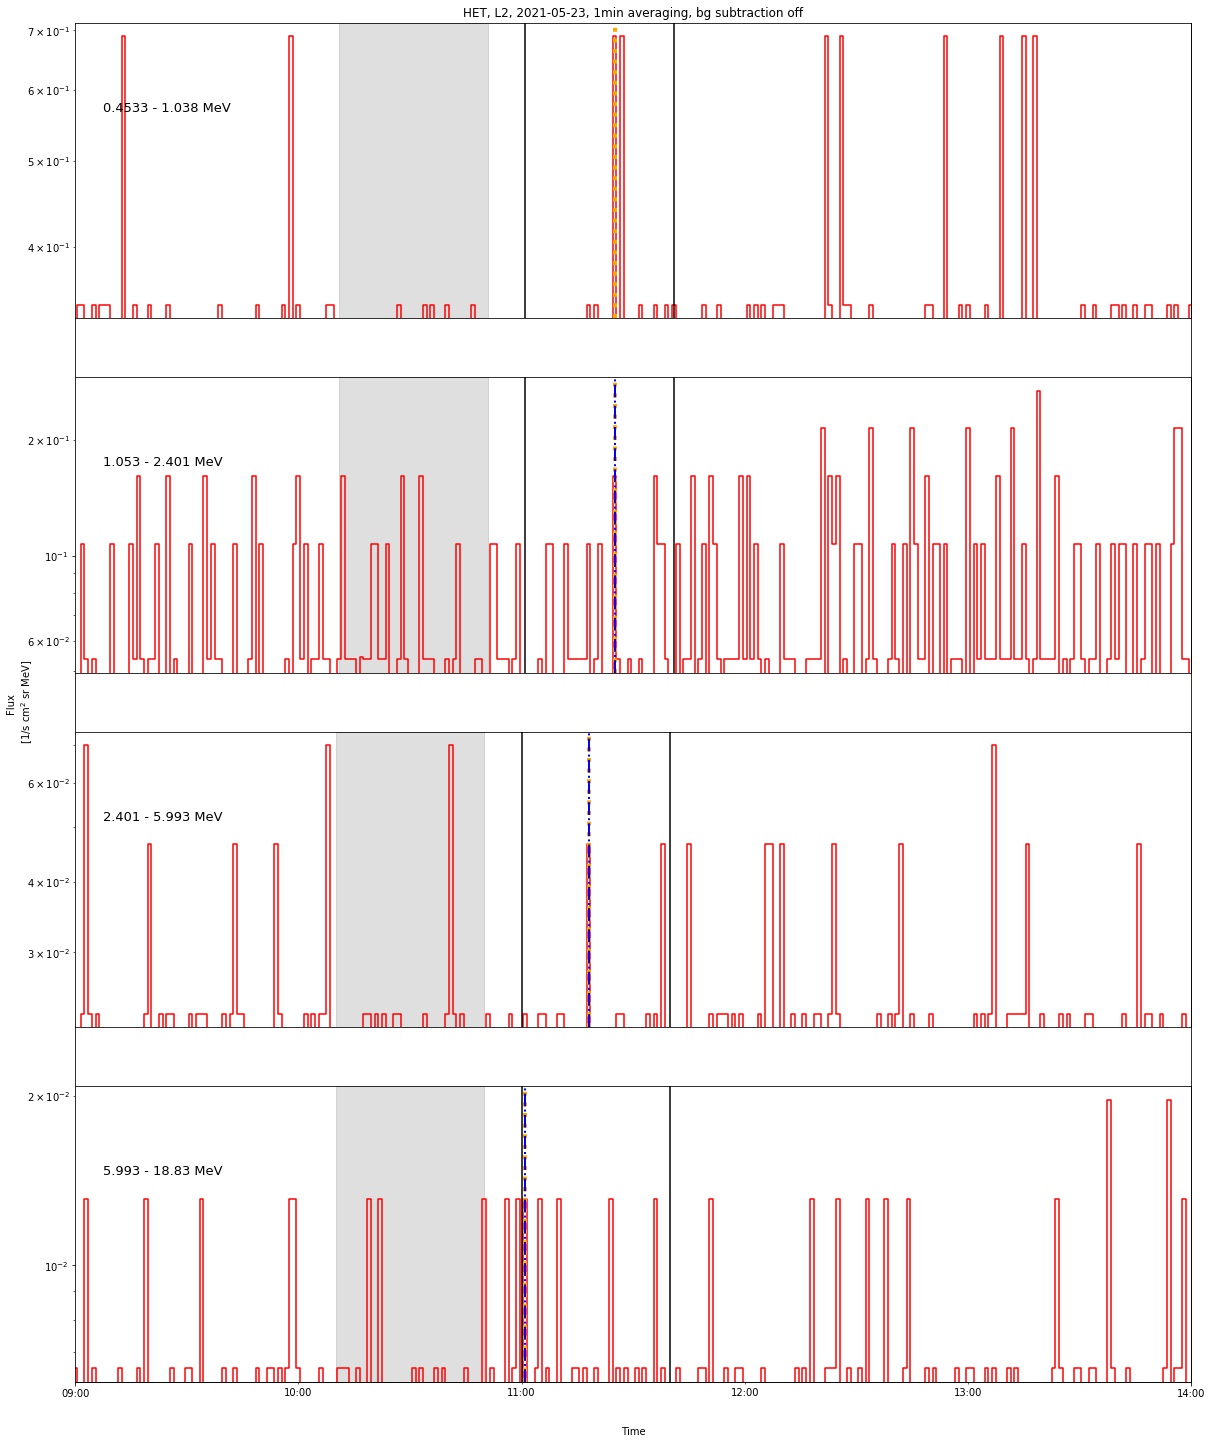 HET, L2, 2021-05-23, 1min averaging, bg subtraction off
7 × 10⁻¹
6 × 10⁻¹
0.4533 - 1.038 MeV
5 × 10⁻¹
4 × 10⁻¹
2 × 10⁻¹
1.053 - 2.401 MeV
10⁻¹
6 × 10⁻²
Flux
[1/s cm² sr MeV]
6 × 10⁻²
2.401 - 5.993 MeV
4 × 10⁻²
3 × 10⁻²
2 × 10⁻²
5.993 - 18.83 MeV
10⁻²
09:00 10:00 11:00 12:00 13:00 14:00
Time